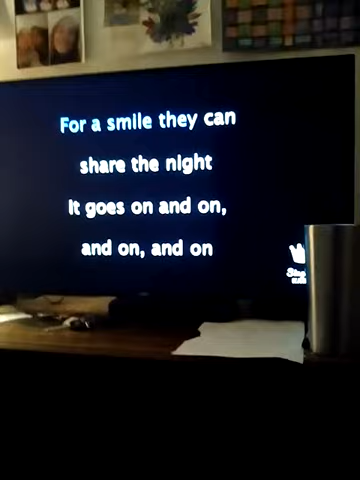 For a smile they can
share the night
It goes on and on,
and on, and on